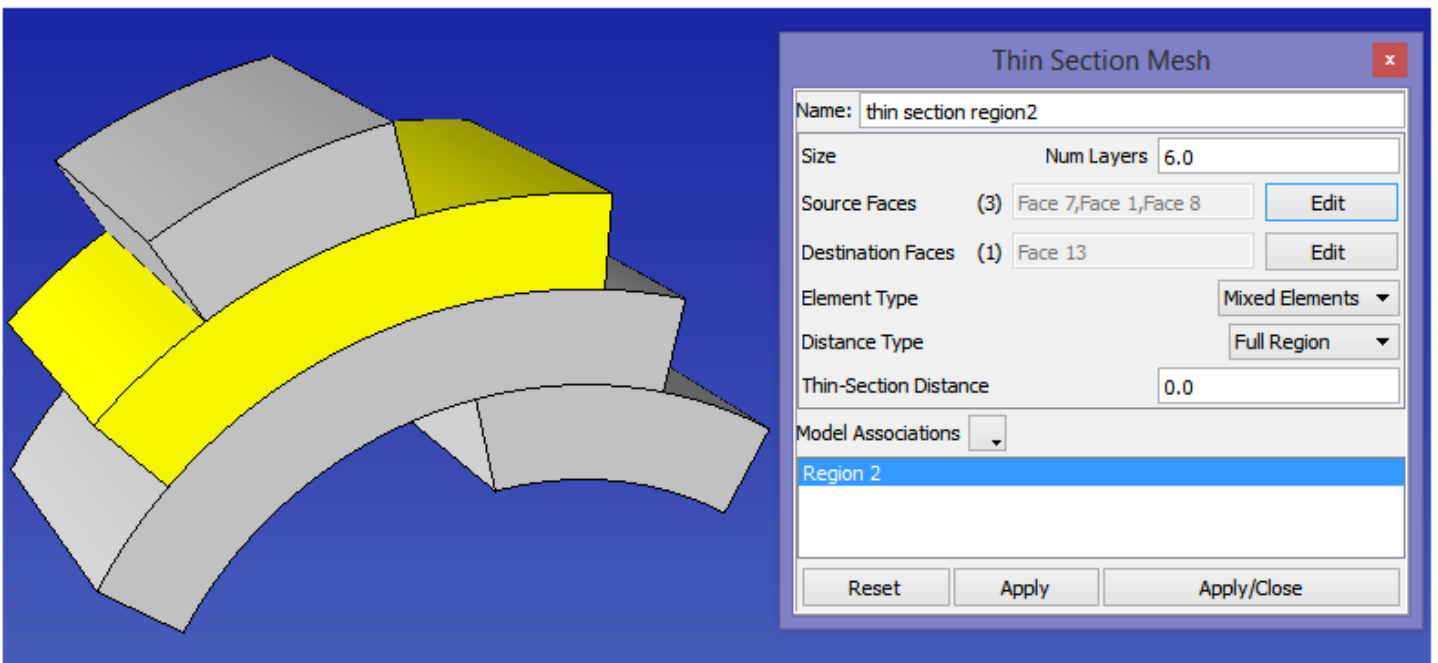 Thin Section Mesh x
Name: thin section region2
Size Num Layers 6.0
Source Faces (3) Face 7,Face 1,Face 8 Edit
Destination Faces (1) Face 13 Edit
Element Type Mixed Elements
Distance Type Full Region
Thin-Section Distance 0.0
Model Associations
Region 2
Reset Apply Apply/Close